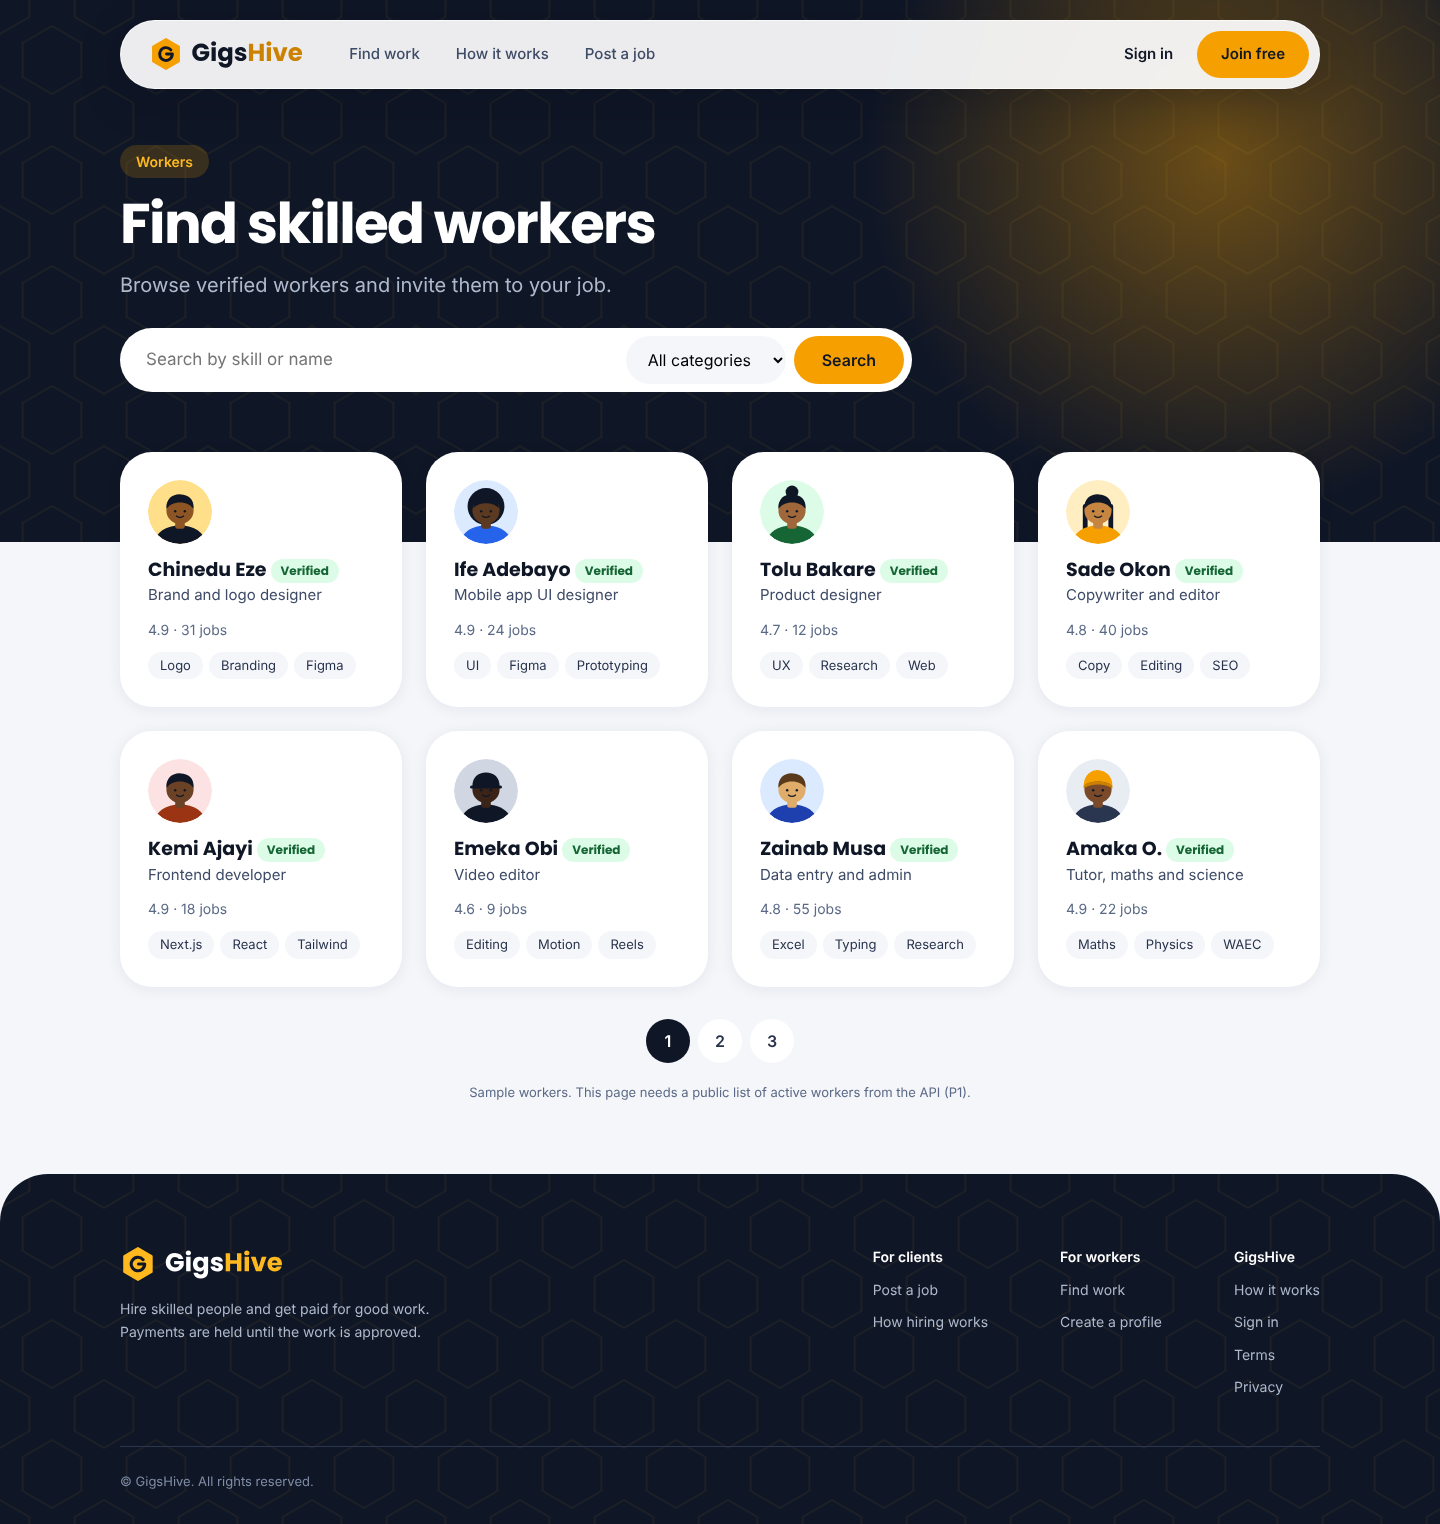 GigsHive
Find work
How it works
Post a job
Sign in
Join free
Workers
Find skilled workers
Browse verified workers and invite them to your job.
Search by skill or name
All categories
Search
Chinedu Eze Verified
Brand and logo designer
4.9 · 31 jobs
Logo Branding Figma
Ife Adebayo Verified
Mobile app UI designer
4.9 · 24 jobs
UI Figma Prototyping
Tolu Bakare Verified
Product designer
4.7 · 12 jobs
UX Research Web
Sade Okon Verified
Copywriter and editor
4.8 · 40 jobs
Copy Editing SEO
Kemi Ajayi Verified
Frontend developer
4.9 · 18 jobs
Next.js React Tailwind
Emeka Obi Verified
Video editor
4.6 · 9 jobs
Editing Motion Reels
Zainab Musa Verified
Data entry and admin
4.8 · 55 jobs
Excel Typing Research
Amaka O. Verified
Tutor, maths and science
4.9 · 22 jobs
Maths Physics WAEC
1 2 3
Sample workers. This page needs a public list of active workers from the API (P1).
GigsHive
Hire skilled people and get paid for good work.
Payments are held until the work is approved.
For clients
Post a job
How hiring works
For workers
Find work
Create a profile
GigsHive
How it works
Sign in
Terms
Privacy
© GigsHive. All rights reserved.